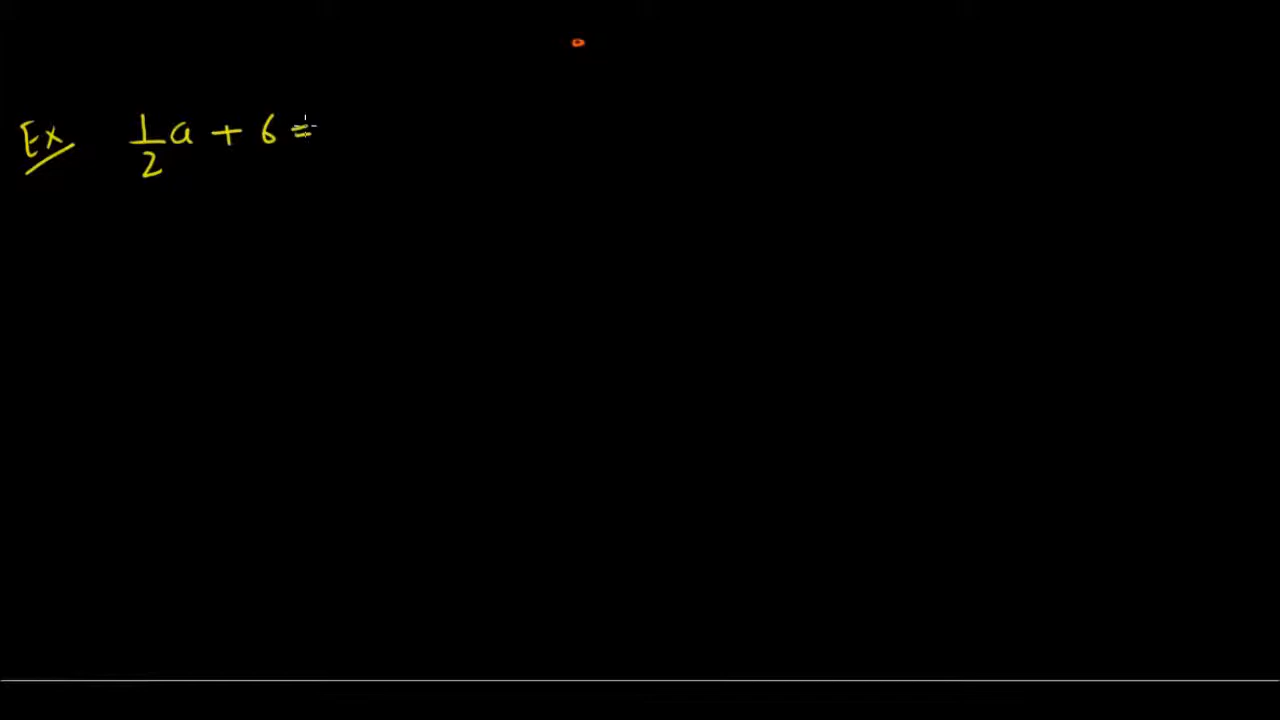 Ex 1/2 a + 6 =